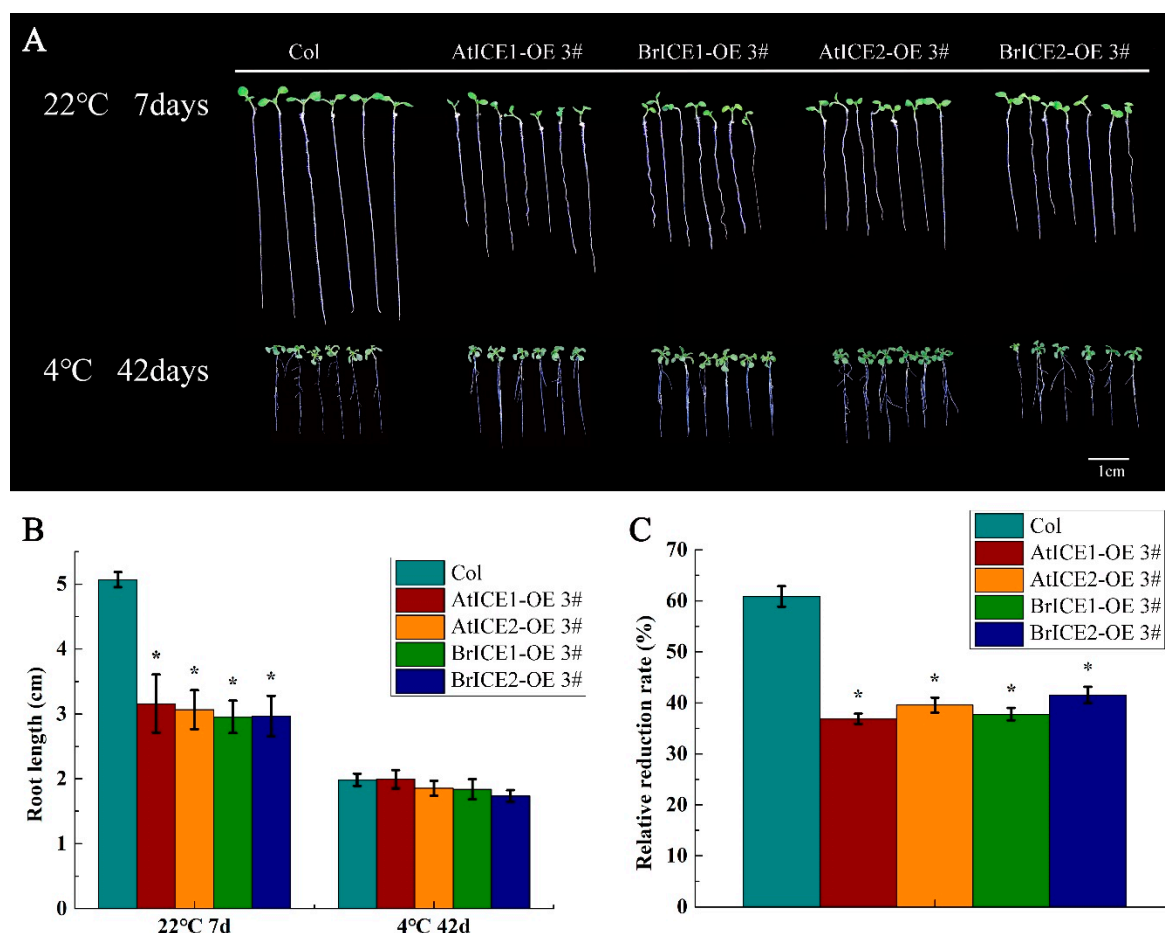 A
Col
AtICE1-OE 3#
BrICE1-OE 3#
AtICE2-OE 3#
BrICE2-OE 3#
22°C 7days
4°C 42days
1cm
B
Root length (cm)
5
4
3
2
1
0
*
*
*
*
Col
AtICE1-OE 3#
AtICE2-OE 3#
BrICE1-OE 3#
BrICE2-OE 3#
22°C 7d
4°C 42d
C
Relative reduction rate (%)
70
60
50
40
30
20
10
0
*
*
*
*
Col
AtICE1-OE 3#
AtICE2-OE 3#
BrICE1-OE 3#
BrICE2-OE 3#